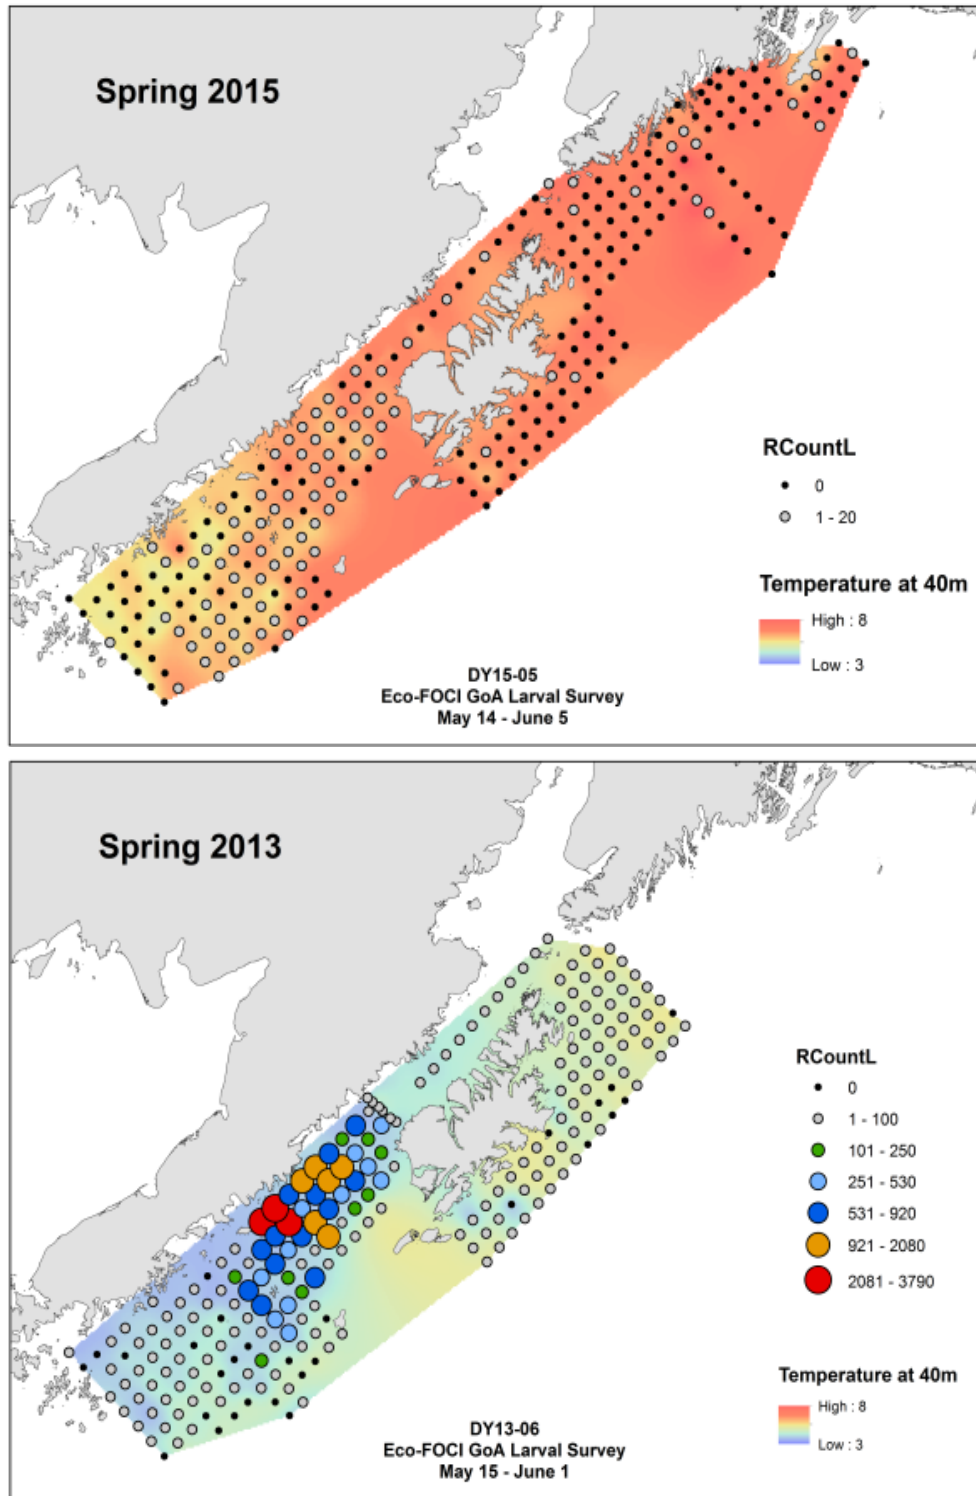 Spring 2015
RCountL
0
1 - 20
Temperature at 40m
High : 8
Low : 3
DY15-05
Eco-FOCI GoA Larval Survey
May 14 - June 5
Spring 2013
RCountL
0
1 - 100
101 - 250
251 - 530
531 - 920
921 - 2080
2081 - 3790
Temperature at 40m
High : 8
Low : 3
DY13-06
Eco-FOCI GoA Larval Survey
May 15 - June 1